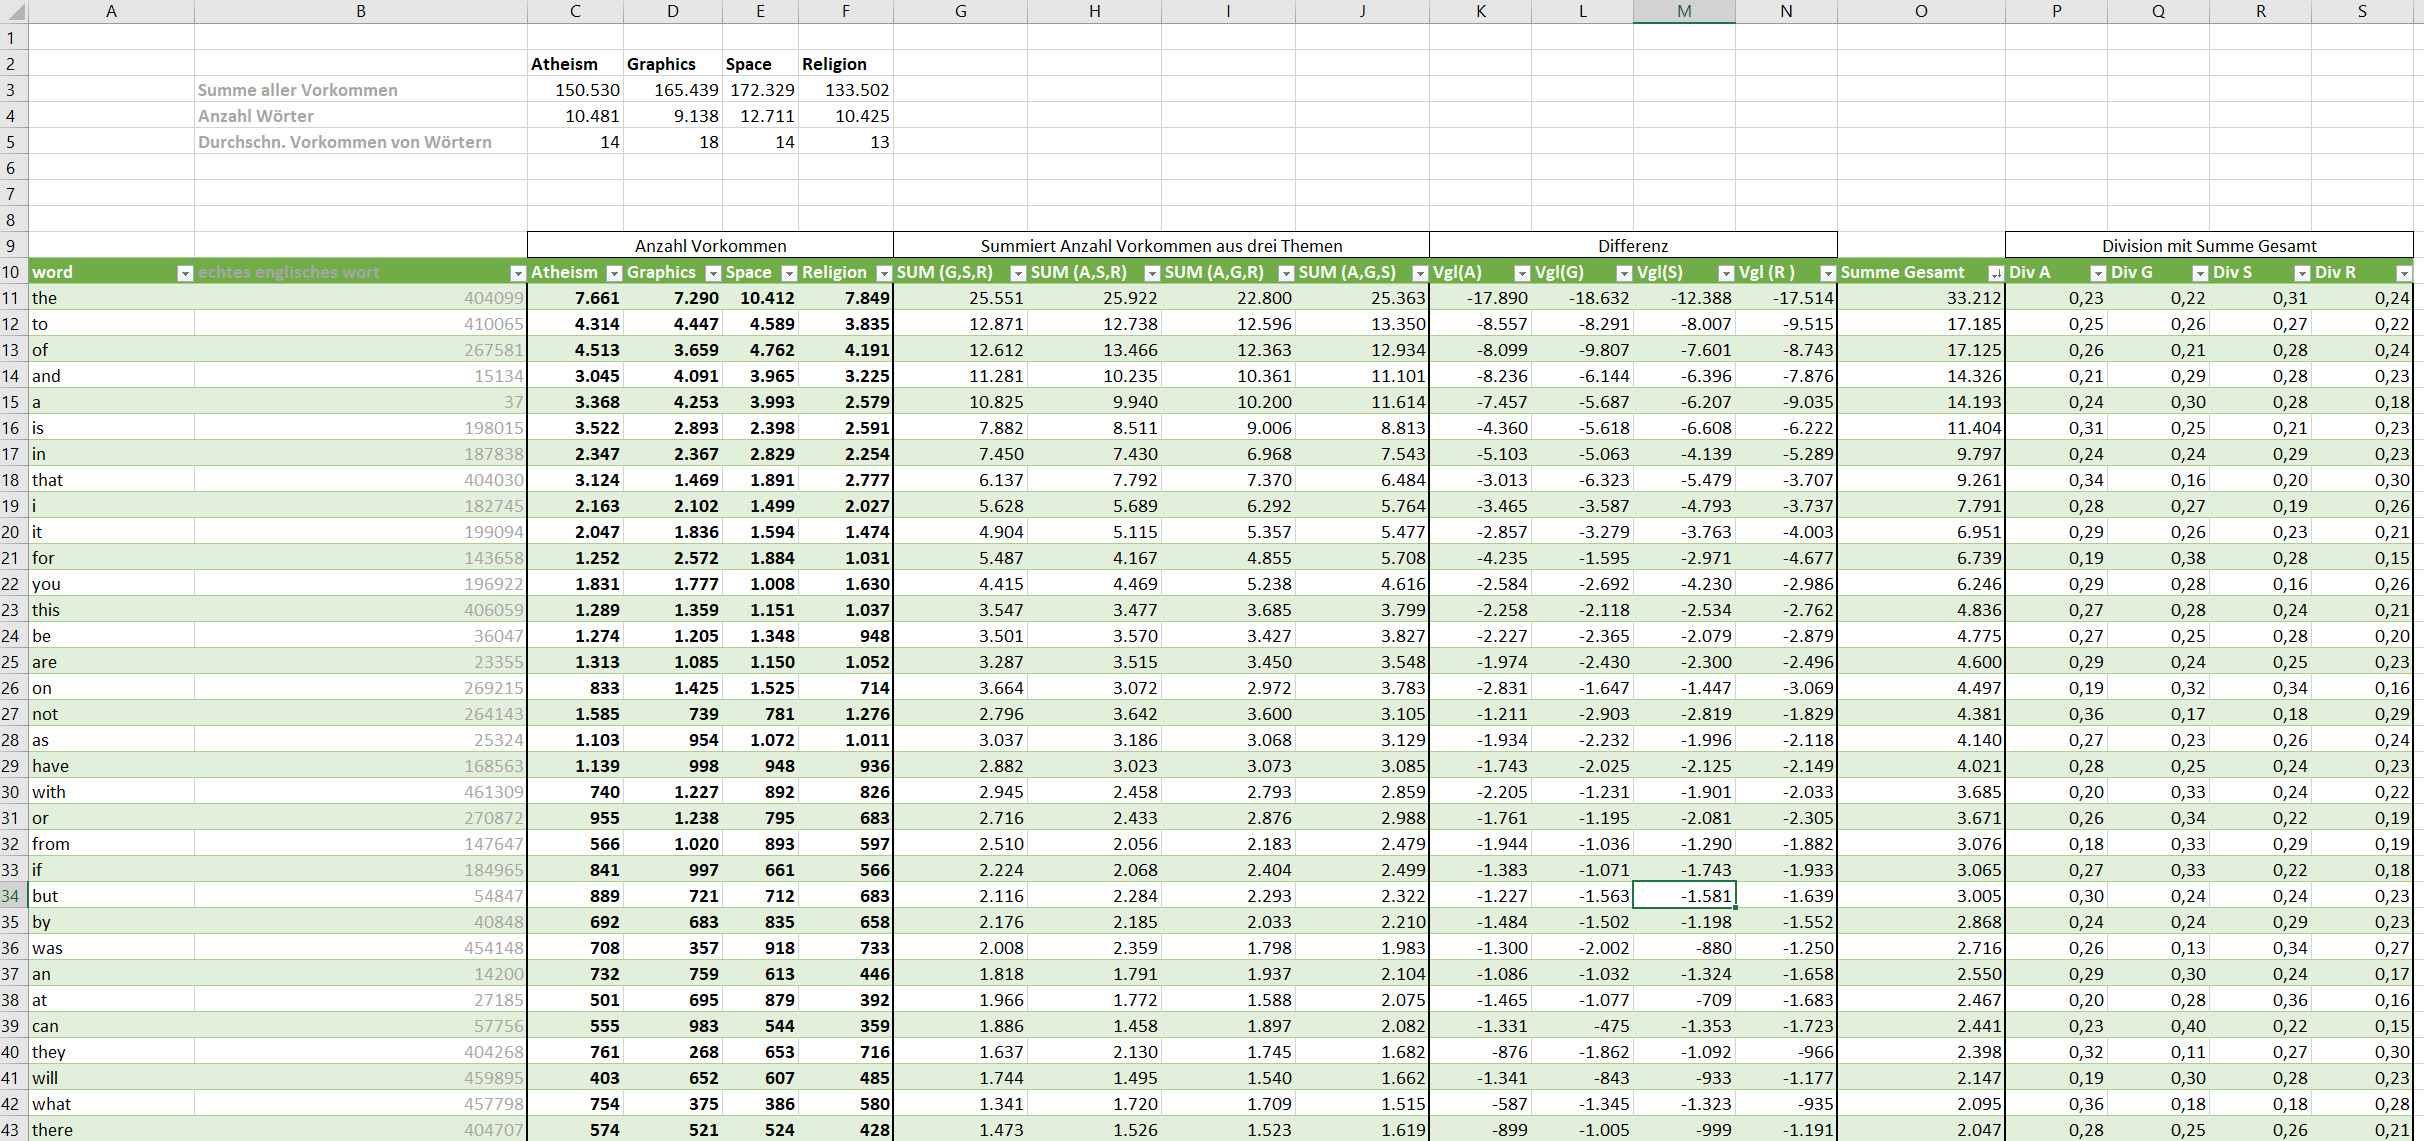 A B C D E F G H I J K L M N O P Q R S
1
2 Atheism Graphics Space Religion
3 Summe aller Vorkommen 150.530 165.439 172.329 133.502
4 Anzahl Wörter 10.481 9.138 12.711 10.425
5 Durchschn. Vorkommen von Wörtern 14 18 14 13
6
7
8
9 Anzahl Vorkommen Summiert Anzahl Vorkommen aus drei Themen Differenz Division mit Summe Gesamt
10 word echtes englisches wort Atheism Graphics Space Religion SUM (G,S,R) SUM (A,S,R) SUM (A,G,R) SUM (A,G,S) Vgl(A) Vgl(G) Vgl(S) Vgl (R ) Summe Gesamt Div A Div G Div S Div R
11 the 404099 7.661 7.290 10.412 7.849 25.551 25.922 22.800 25.363 -17.890 -18.632 -12.388 -17.514 33.212 0,23 0,22 0,31 0,24
12 to 410065 4.314 4.447 4.589 3.835 12.871 12.738 12.596 13.350 -8.557 -8.291 -8.007 -9.515 17.185 0,25 0,26 0,27 0,22
13 of 267581 4.513 3.659 4.762 4.191 12.612 13.466 12.363 12.934 -8.099 -9.807 -7.601 -8.743 17.125 0,26 0,21 0,28 0,24
14 and 15134 3.045 4.091 3.965 3.225 11.281 10.235 10.361 11.101 -8.236 -6.144 -6.396 -7.876 14.326 0,21 0,29 0,28 0,23
15 a 37 3.368 4.253 3.993 2.579 10.825 9.940 10.200 11.614 -7.457 -5.687 -6.207 -9.035 14.193 0,24 0,30 0,28 0,18
16 is 198015 3.522 2.893 2.398 2.591 7.882 8.511 9.006 8.813 -4.360 -5.618 -6.608 -6.222 11.404 0,31 0,25 0,21 0,23
17 in 187838 2.347 2.367 2.829 2.254 7.450 7.430 6.968 7.543 -5.103 -5.063 -4.139 -5.289 9.797 0,24 0,24 0,29 0,23
18 that 404030 3.124 1.469 1.891 2.777 6.137 7.792 7.370 6.484 -3.013 -6.323 -5.479 -3.707 9.261 0,34 0,16 0,20 0,30
19 i 182745 2.163 2.102 1.499 2.027 5.628 5.689 6.292 5.764 -3.465 -3.587 -4.793 -3.737 7.791 0,28 0,27 0,19 0,26
20 it 199094 2.047 1.836 1.594 1.474 4.904 5.115 5.357 5.477 -2.857 -3.279 -3.763 -4.003 6.951 0,29 0,26 0,23 0,21
21 for 143658 1.252 2.572 1.884 1.031 5.487 4.167 4.855 5.708 -4.235 -1.595 -2.971 -4.677 6.739 0,19 0,38 0,28 0,15
22 you 196922 1.831 1.777 1.008 1.630 4.415 4.469 5.238 4.616 -2.584 -2.692 -4.230 -2.986 6.246 0,29 0,28 0,16 0,26
23 this 406059 1.289 1.359 1.151 1.037 3.547 3.477 3.685 3.799 -2.258 -2.118 -2.534 -2.762 4.836 0,27 0,28 0,24 0,21
24 be 36047 1.274 1.205 1.348 948 3.501 3.570 3.427 3.827 -2.227 -2.365 -2.079 -2.879 4.775 0,27 0,25 0,28 0,20
25 are 23355 1.313 1.085 1.150 1.052 3.287 3.515 3.450 3.548 -1.974 -2.430 -2.300 -2.496 4.600 0,29 0,24 0,25 0,23
26 on 269215 833 1.425 1.525 714 3.664 3.072 2.972 3.783 -2.831 -1.647 -1.447 -3.069 4.497 0,19 0,32 0,34 0,16
27 not 264143 1.585 739 781 1.276 2.796 3.642 3.600 3.105 -1.211 -2.903 -2.819 -1.829 4.381 0,36 0,17 0,18 0,29
28 as 25324 1.103 954 1.072 1.011 3.037 3.186 3.068 3.129 -1.934 -2.232 -1.996 -2.118 4.140 0,27 0,23 0,26 0,24
29 have 168563 1.139 998 948 936 2.882 3.023 3.073 3.085 -1.743 -2.025 -2.125 -2.149 4.021 0,28 0,25 0,24 0,23
30 with 461309 740 1.227 892 826 2.945 2.458 2.793 2.859 -2.205 -1.231 -1.901 -2.033 3.685 0,20 0,33 0,24 0,22
31 or 270872 955 1.238 795 683 2.716 2.433 2.876 2.988 -1.761 -1.195 -2.081 -2.305 3.671 0,26 0,34 0,22 0,19
32 from 147647 566 1.020 893 597 2.510 2.056 2.183 2.479 -1.944 -1.036 -1.290 -1.882 3.076 0,18 0,33 0,29 0,19
33 if 184965 841 997 661 566 2.224 2.068 2.404 2.499 -1.383 -1.071 -1.743 -1.933 3.065 0,27 0,33 0,22 0,18
34 but 54847 889 721 712 683 2.116 2.284 2.293 2.322 -1.227 -1.563 -1.581 -1.639 3.005 0,30 0,24 0,24 0,23
35 by 40848 692 683 835 658 2.176 2.185 2.033 2.210 -1.484 -1.502 -1.198 -1.552 2.868 0,24 0,24 0,29 0,23
36 was 454148 708 357 918 733 2.008 2.359 1.798 1.983 -1.300 -2.002 -880 -1.250 2.716 0,26 0,13 0,34 0,27
37 an 14200 732 759 613 446 1.818 1.791 1.937 2.104 -1.086 -1.032 -1.324 -1.658 2.550 0,29 0,30 0,24 0,17
38 at 27185 501 695 879 392 1.966 1.772 1.588 2.075 -1.465 -1.077 -709 -1.683 2.467 0,20 0,28 0,36 0,16
39 can 57756 555 983 544 359 1.886 1.458 1.897 2.082 -1.331 -475 -1.353 -1.723 2.441 0,23 0,40 0,22 0,15
40 they 404268 761 268 653 716 1.637 2.130 1.745 1.682 -876 -1.862 -1.092 -966 2.398 0,32 0,11 0,27 0,30
41 will 459895 403 652 607 485 1.744 1.495 1.540 1.662 -1.341 -843 -933 -1.177 2.147 0,19 0,30 0,28 0,23
42 what 457798 754 375 386 580 1.341 1.720 1.709 1.515 -587 -1.345 -1.323 -935 2.095 0,36 0,18 0,18 0,28
43 there 404707 574 521 524 428 1.473 1.526 1.523 1.619 -899 -1.005 -999 -1.191 2.047 0,28 0,25 0,26 0,21